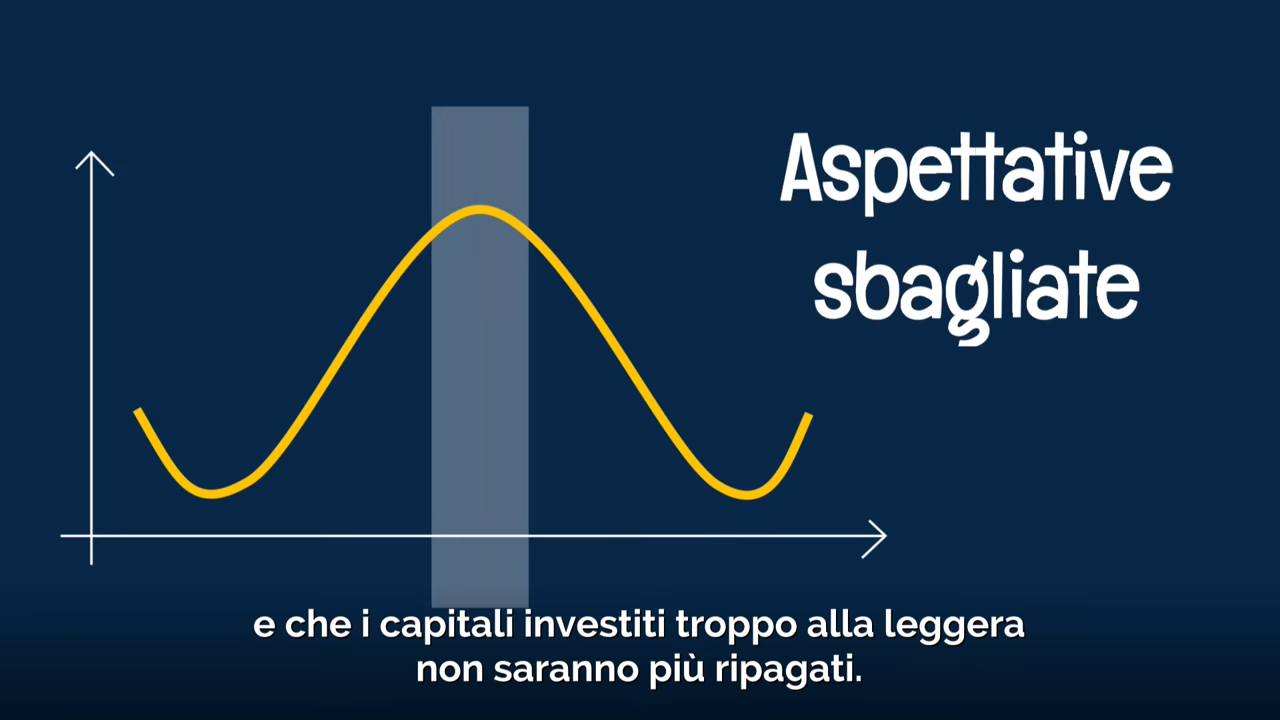 Aspettative
sbagliate
e che i capitali investiti troppo alla leggera
non saranno più ripagati.